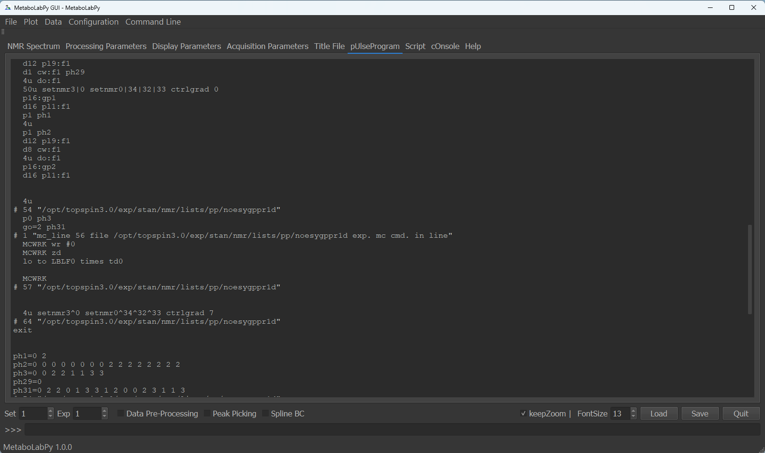 MetaboLabPy GUI - MetaboLabPy
File Plot Data Configuration Command Line
NMR Spectrum Processing Parameters Display Parameters Acquisition Parameters Title File pUlseProgram Script cOnsole Help
d12 pl9:f1
d1 cw:f1 ph29
4u do:f1
50u setnmr3|0 setnmr0|34|32|33 ctrlgrad 0
p16:gp1
d16 pl1:f1
p1 ph1
4u
p1 ph2
d12 pl9:f1
d8 cw:f1
4u do:f1
p16:gp2
d16 pl1:f1
4u
# 54 "/opt/topspin3.0/exp/stan/nmr/lists/pp/noesygppr1d"
p0 ph3
go=2 ph31
# 1 "mc_line 56 file /opt/topspin3.0/exp/stan/nmr/lists/pp/noesygppr1d exp. mc cmd. in line"
MCWRK wr #0
MCWRK zd
lo to LBLF0 times td0
MCWRK
# 57 "/opt/topspin3.0/exp/stan/nmr/lists/pp/noesygppr1d"
4u setnmr3^0 setnmr0^34^32^33 ctrlgrad 7
# 64 "/opt/topspin3.0/exp/stan/nmr/lists/pp/noesygppr1d"
exit
ph1=0 2
ph2=0 0 0 0 0 0 0 0 2 2 2 2 2 2 2 2
ph3=0 0 2 2 1 1 3 3
ph29=0
ph31=0 2 2 0 1 3 3 1 2 0 0 2 3 1 1 3
Set 1 Exp 1 Data Pre-Processing Peak Picking Spline BC keepZoom | FontSize 13 Load Save Quit
>>>
MetaboLabPy 1.0.0